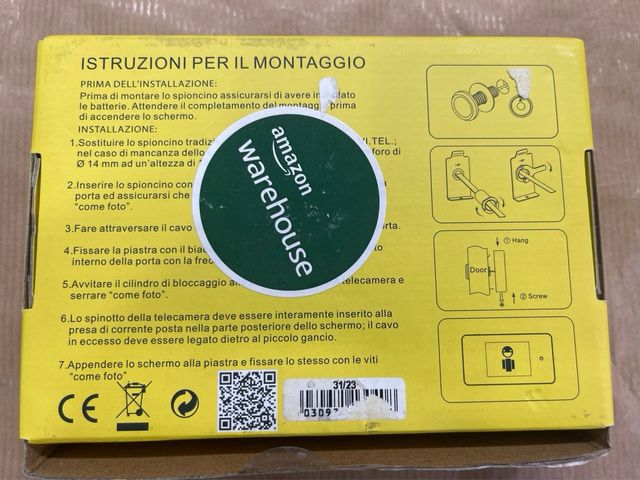 ISTRUZIONI PER IL MONTAGGIO
PRIMA DELL'INSTALLAZIONE:
Prima di montare lo spioncino assicurarsi di avere
le batterie. Attendere il completamento del montaggio prima
di accendere lo schermo.
INSTALLAZIONE:
1.Sostituire lo spioncino
nel caso di mancanza dello foro di
Ø 14 mm ad un'altezza di
2.Inserire lo spioncino con
porta ed assicurarsi che
"come foto".
3.Fare attraversare il cavo
4.Fissare la piastra con il
interno della porta con la
5.Avvitare il cilindro di bloccaggio telecamera e
serrare "come foto".
6.Lo spinotto della telecamera deve essere interamente inserito alla
presa di corrente posta nella parte posteriore dello schermo; il cavo
in eccesso deve essere legato dietro al piccolo gancio.
7.Appendere lo schermo alla piastra e fissare lo stesso con le viti
"come foto"
amazon
warehouse
① Hang
Door
② Screw
CE
31/23